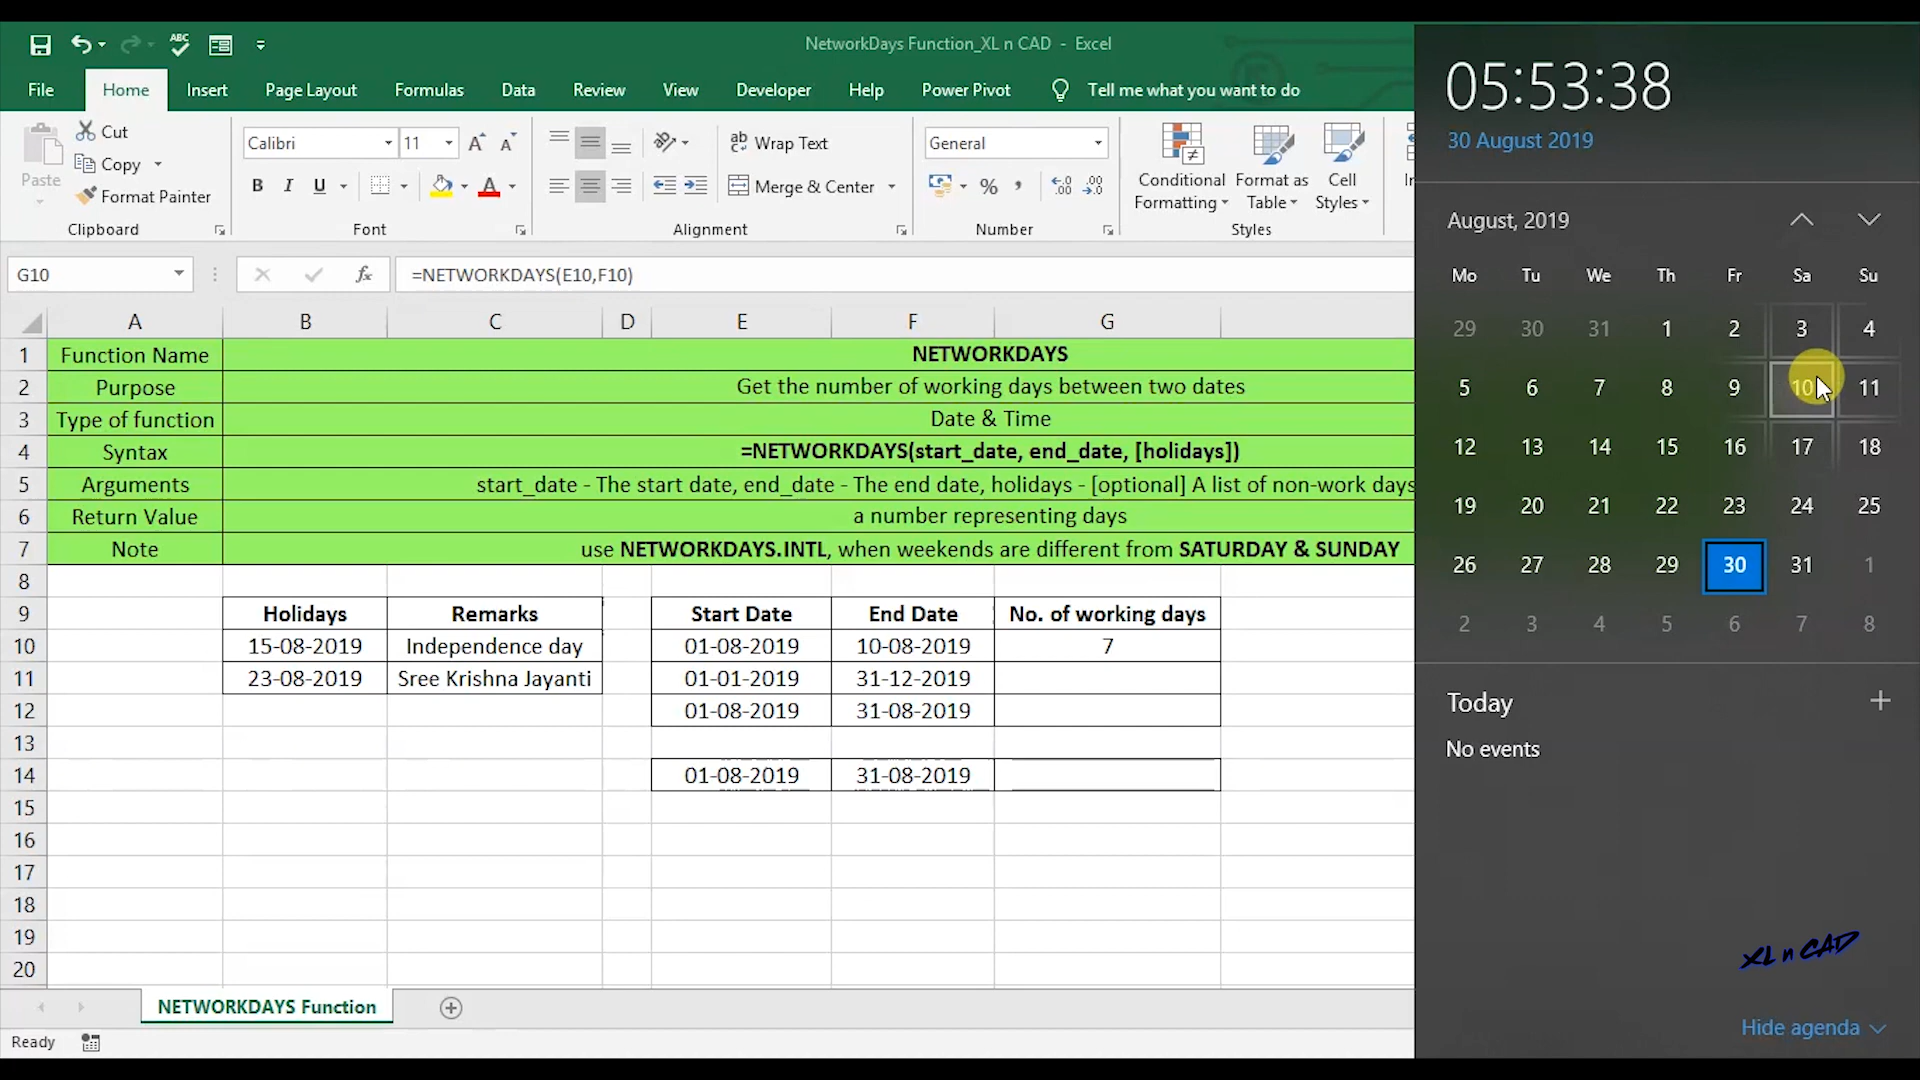 NetworkDays Function_XL n CAD - Excel
File Home Insert Page Layout Formulas Data Review View Developer Help Power Pivot Tell me what you want to do
Cut
Copy
Format Painter
Paste
Clipboard
Calibri 11
B I U
Font
Wrap Text
Merge & Center
Alignment
General
% ,
Number
Conditional Formatting
Format as Table
Cell Styles
Styles
G10 fx =NETWORKDAYS(E10,F10)
A B C D E F G
1 Function Name NETWORKDAYS
2 Purpose Get the number of working days between two dates
3 Type of function Date & Time
4 Syntax =NETWORKDAYS(start_date, end_date, [holidays])
5 Arguments start_date - The start date, end_date - The end date, holidays - [optional] A list of non-work days
6 Return Value a number representing days
7 Note use NETWORKDAYS.INTL, when weekends are different from SATURDAY & SUNDAY
8
9 Holidays Remarks Start Date End Date No. of working days
10 15-08-2019 Independence day 01-08-2019 10-08-2019 7
11 23-08-2019 Sree Krishna Jayanti 01-01-2019 31-12-2019
12 01-08-2019 31-08-2019
13
14 01-08-2019 31-08-2019
15
16
17
18
19
20
NETWORKDAYS Function
Ready
05:53:38
30 August 2019
August, 2019
Mo Tu We Th Fr Sa Su
29 30 31 1 2 3 4
5 6 7 8 9 10 11
12 13 14 15 16 17 18
19 20 21 22 23 24 25
26 27 28 29 30 31 1
2 3 4 5 6 7 8
Today
No events
XL n CAD
Hide agenda